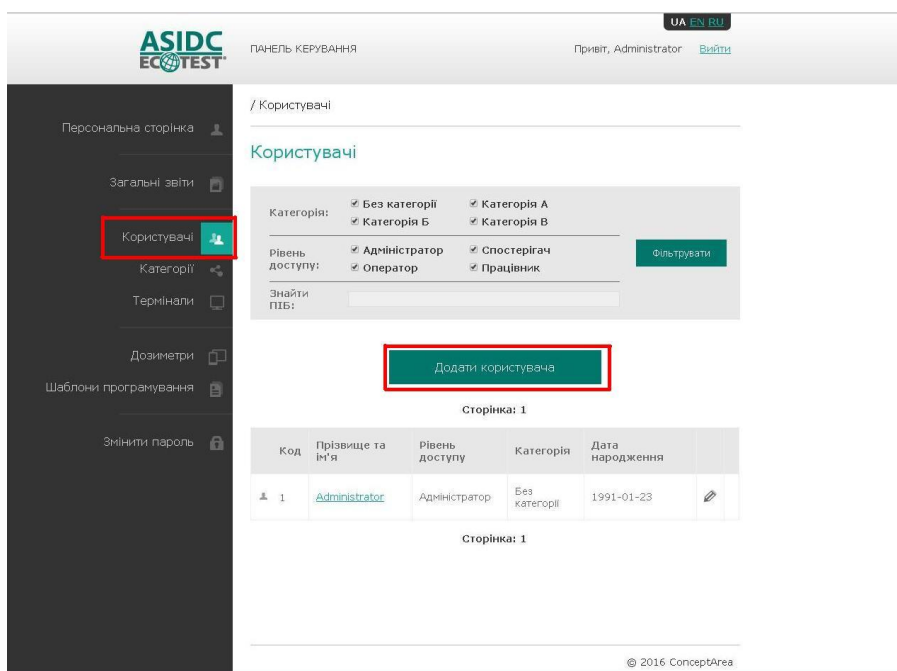 UA EN RU
ASIDC
ECOTEST
ПАНЕЛЬ КЕРУВАННЯ
Привіт, Administrator Вийти
/ Користувачі
Персональна сторінка
Загальні звіти
Користувачі
Категорії
Термінали
Дозиметри
Шаблони програмування
Змінити пароль
Користувачі
Категорія:
Без категорії Категорія А
Категорія Б Категорія В
Рівень
доступу:
Адміністратор Спостерігач
Оператор Працівник
Знайти
ПІБ:
Фільтрувати
Додати користувача
Сторінка: 1
Код Прізвище та ім'я Рівень доступу Категорія Дата народження
1 Administrator Адміністратор Без категорії 1991-01-23
Сторінка: 1
© 2016 ConceptArea